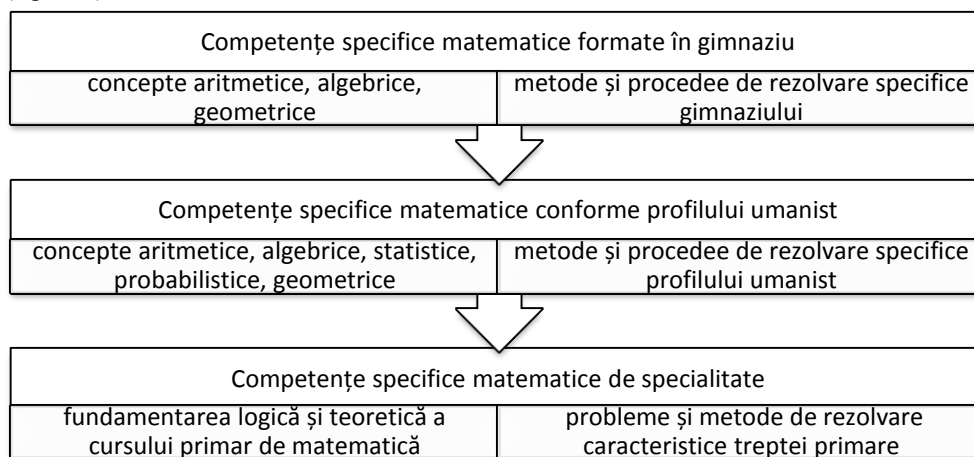 Competențe specifice matematice formate în gimnaziu
concepte aritmetice, algebrice,
geometrice
metode și procedee de rezolvare specifice
gimnaziului
Competențe specifice matematice conforme profilului umanist
concepte aritmetice, algebrice, statistice,
probabilistice, geometrice
metode și procedee de rezolvare specifice
profilului umanist
Competențe specifice matematice de specialitate
fundamentarea logică și teoretică a
cursului primar de matematică
probleme și metode de rezolvare
caracteristice treptei primare